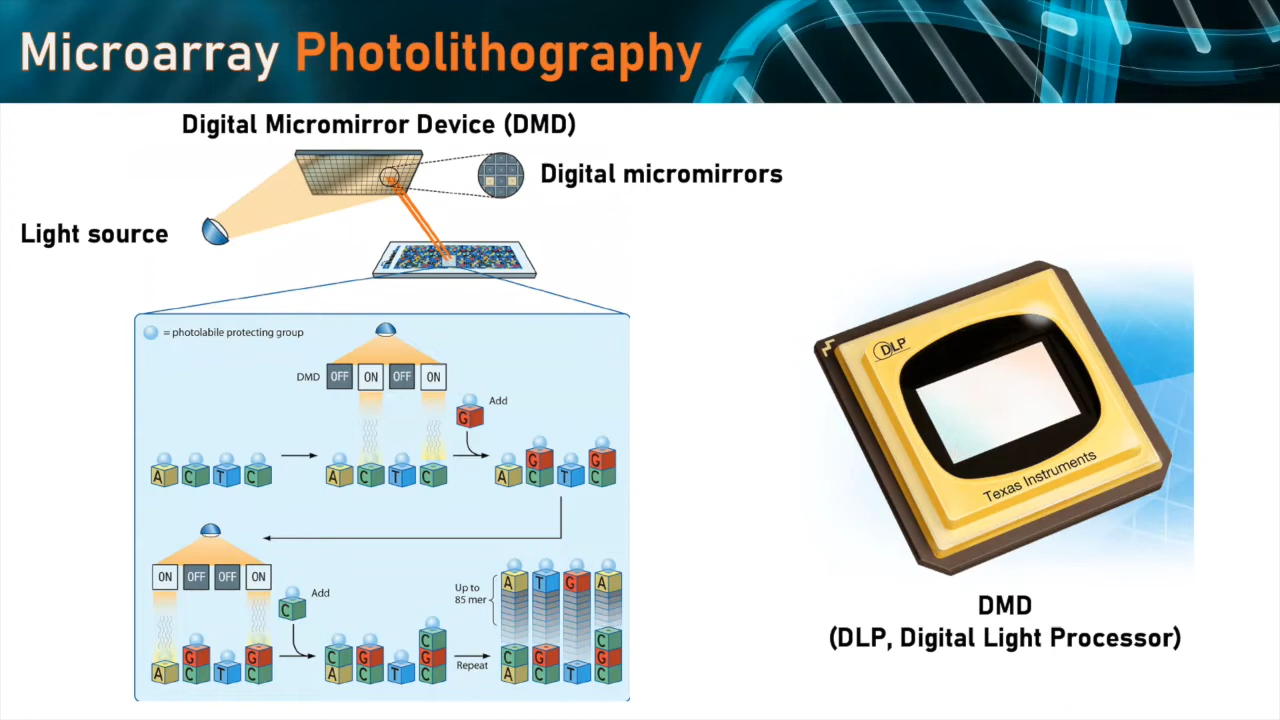 Microarray Photolithography
Digital Micromirror Device (DMD)
Digital micromirrors
Light source
= photolabile protecting group
DMD OFF ON OFF ON
Add
G
A C T C
A C T C
G G
A C T C
ON OFF OFF ON
Add
C
G G
A C T C
C
C G G
A C T C
Repeat
Up to
85 mer
A T G A
C
C G G
A C T C
DLP
Texas Instruments
DMD
(DLP, Digital Light Processor)